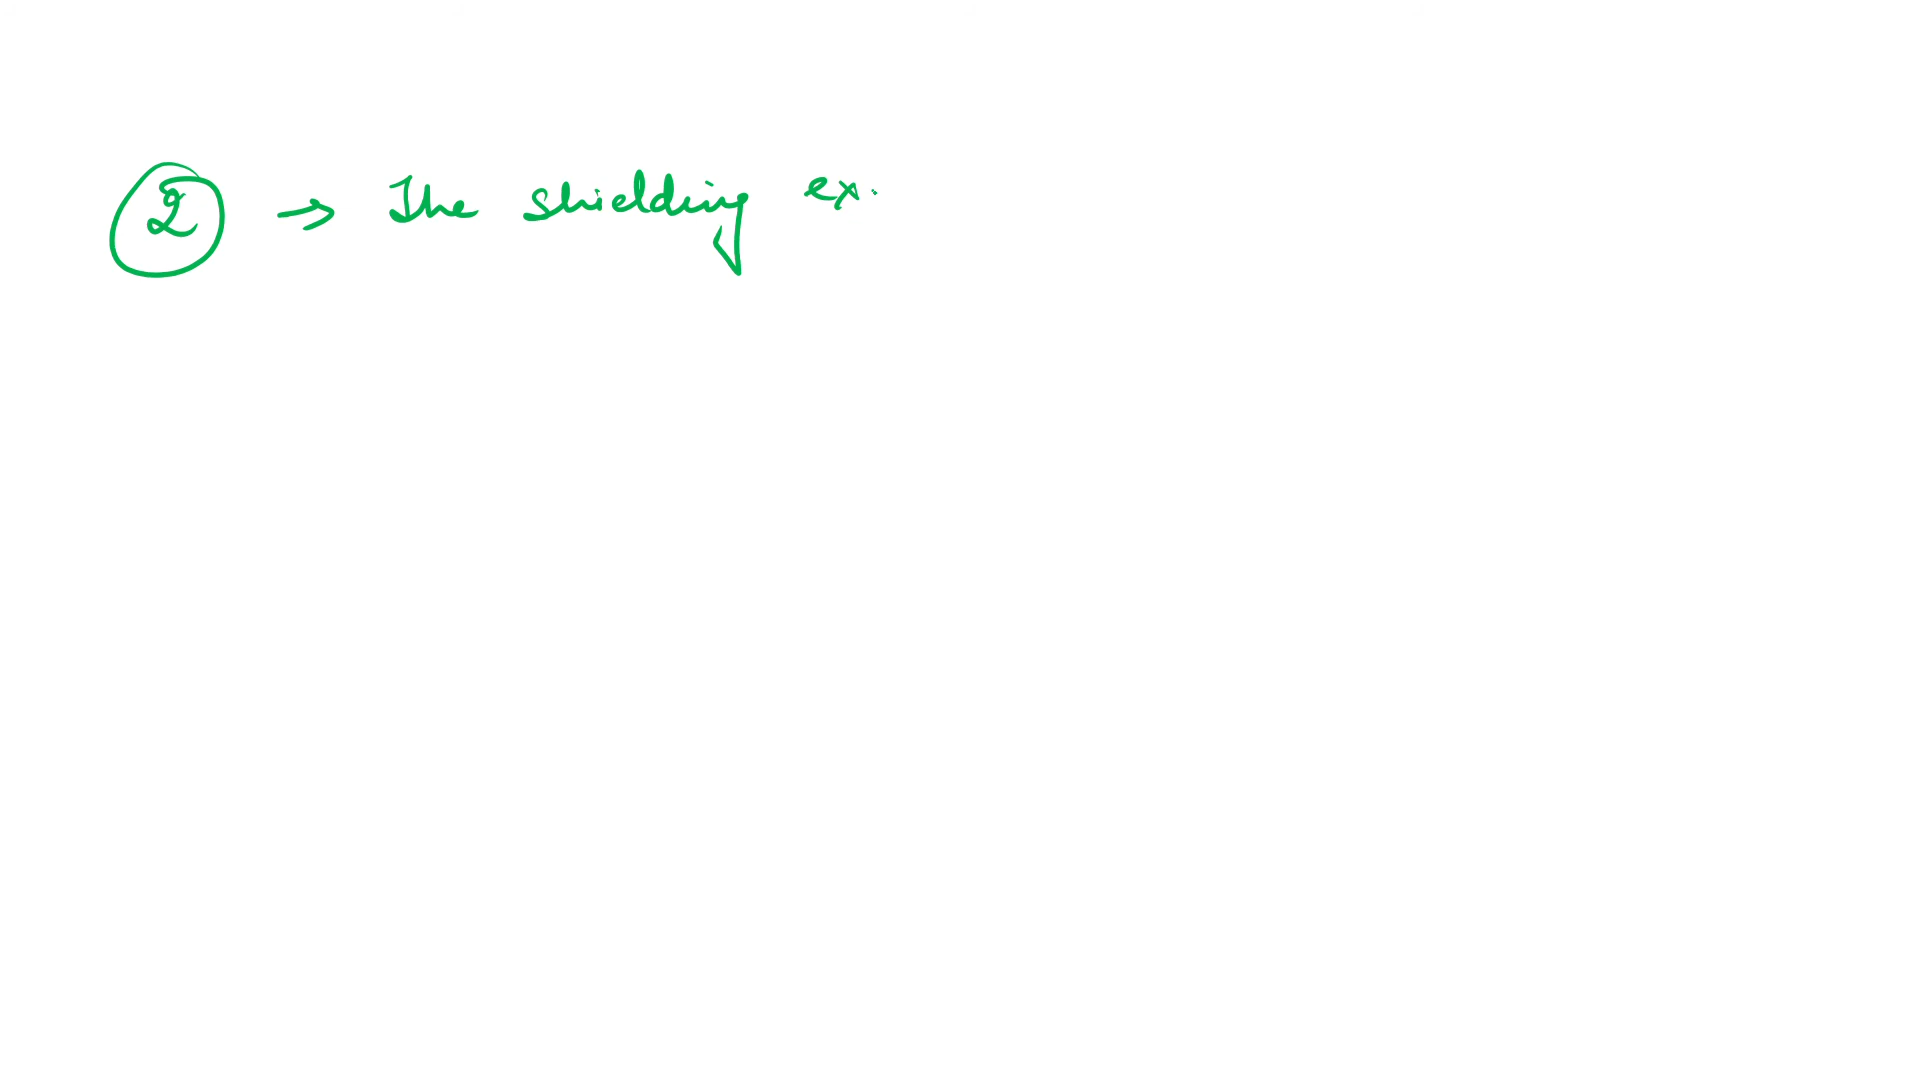 2 → The shielding ex.